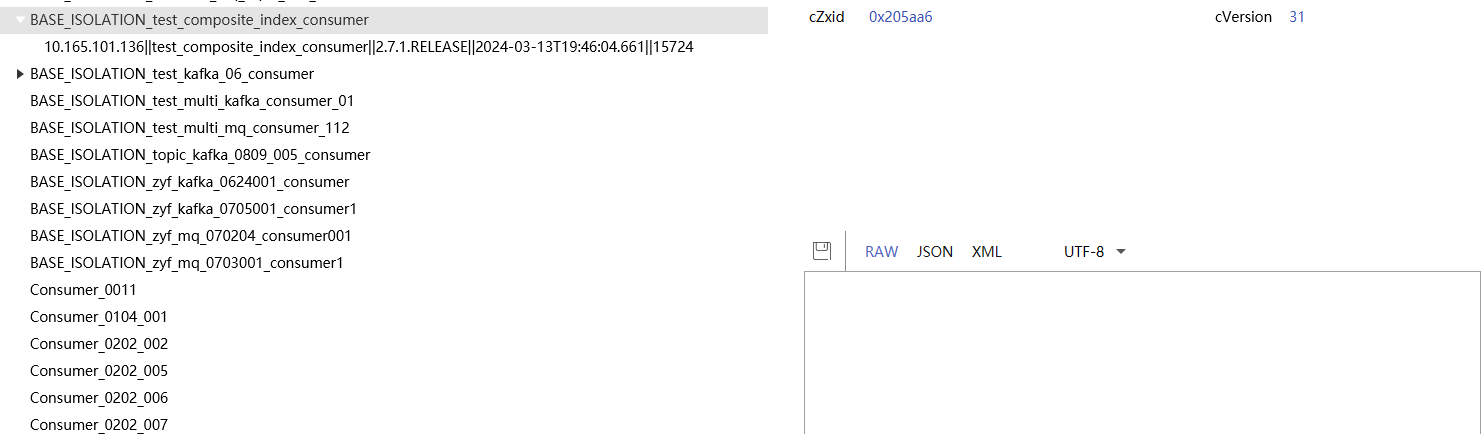 BASE_ISOLATION_test_composite_index_consumer
10.165.101.136||test_composite_index_consumer||2.7.1.RELEASE||2024-03-13T19:46:04.661||15724
BASE_ISOLATION_test_kafka_06_consumer
BASE_ISOLATION_test_multi_kafka_consumer_01
BASE_ISOLATION_test_multi_mq_consumer_112
BASE_ISOLATION_topic_kafka_0809_005_consumer
BASE_ISOLATION_zyf_kafka_0624001_consumer
BASE_ISOLATION_zyf_kafka_0705001_consumer1
BASE_ISOLATION_zyf_mq_070204_consumer001
BASE_ISOLATION_zyf_mq_0703001_consumer1
Consumer_0011
Consumer_0104_001
Consumer_0202_002
Consumer_0202_005
Consumer_0202_006
Consumer_0202_007
cZxid 0x205aa6 cVersion 31
RAW JSON XML UTF-8